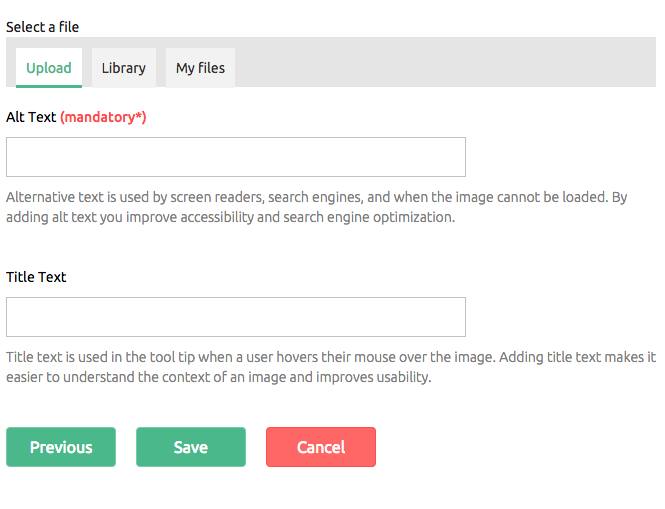 Select a file
Upload Library My files
Alt Text (mandatory*)
Alternative text is used by screen readers, search engines, and when the image cannot be loaded. By
adding alt text you improve accessibility and search engine optimization.
Title Text
Title text is used in the tool tip when a user hovers their mouse over the image. Adding title text makes it
easier to understand the context of an image and improves usability.
Previous Save Cancel